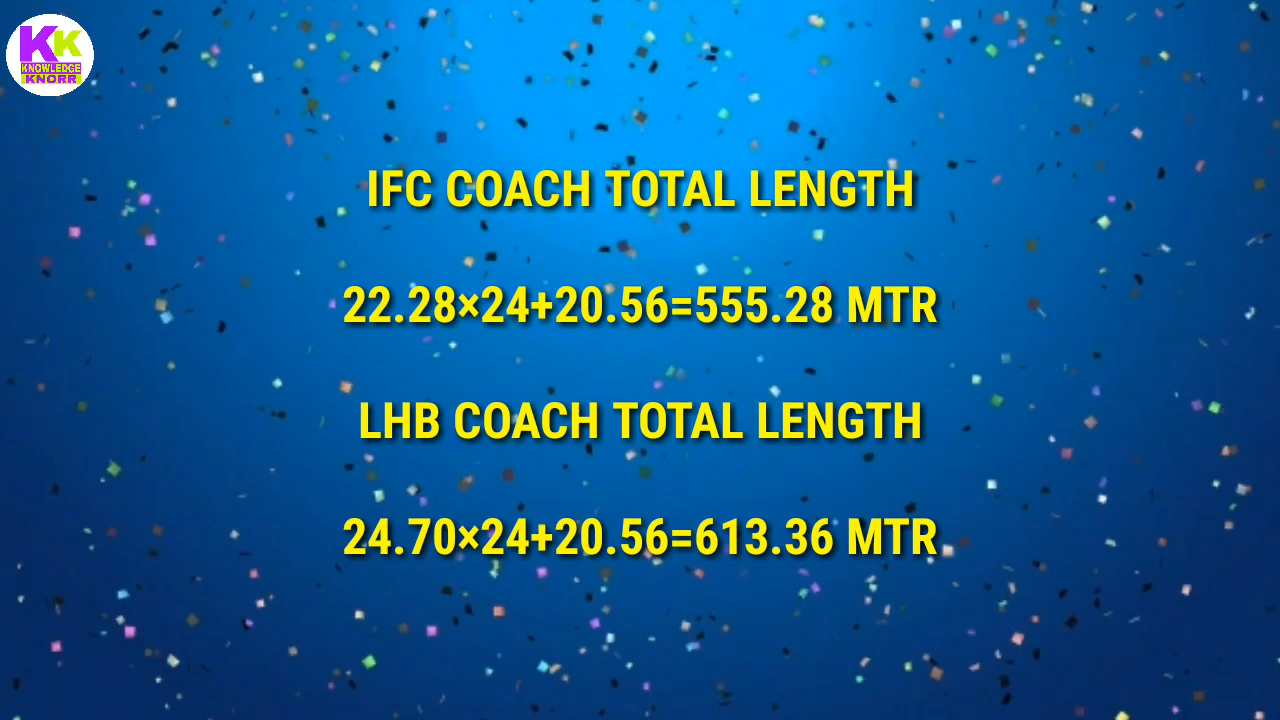 KK
KNOWLEDGE
KNORR
IFC COACH TOTAL LENGTH
22.28×24+20.56=555.28 MTR
LHB COACH TOTAL LENGTH
24.70×24+20.56=613.36 MTR